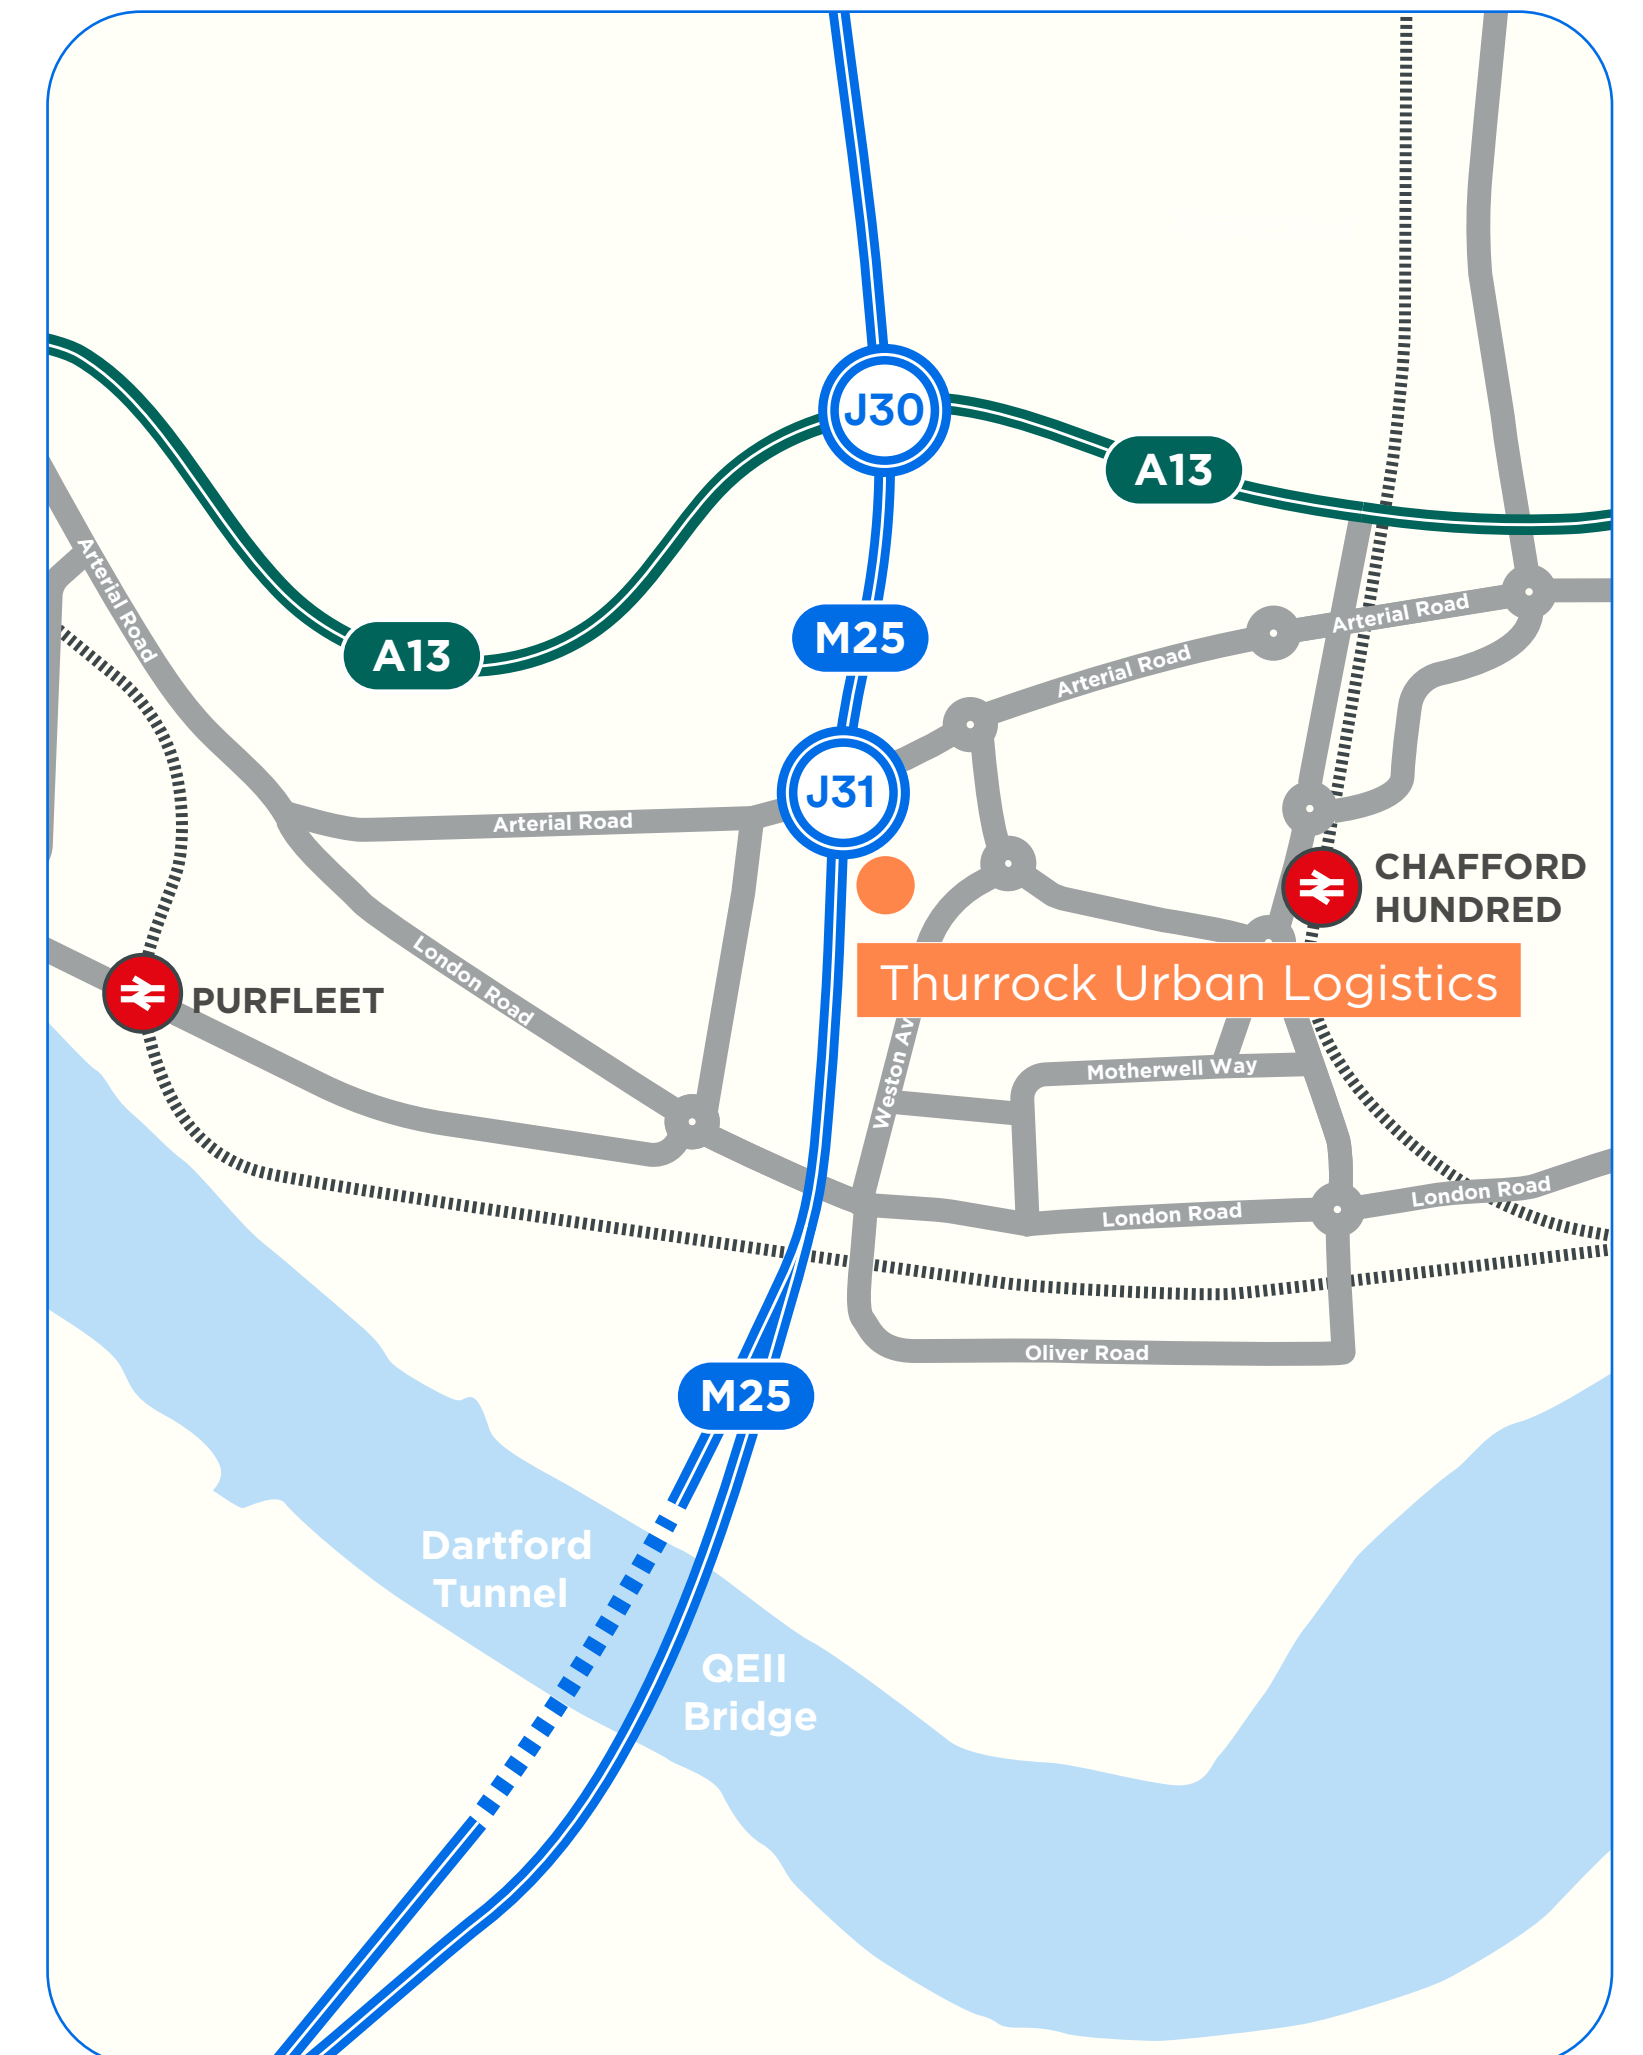 J30
A13
Arterial Road
A13
M25
Arterial Road
Arterial Road
J31
Arterial Road
CHAFFORD
HUNDRED
London Road
PURFLEET
Thurrock Urban Logistics
Weston Av
Motherwell Way
London Road
London Road
Oliver Road
M25
Dartford
Tunnel
QEII
Bridge